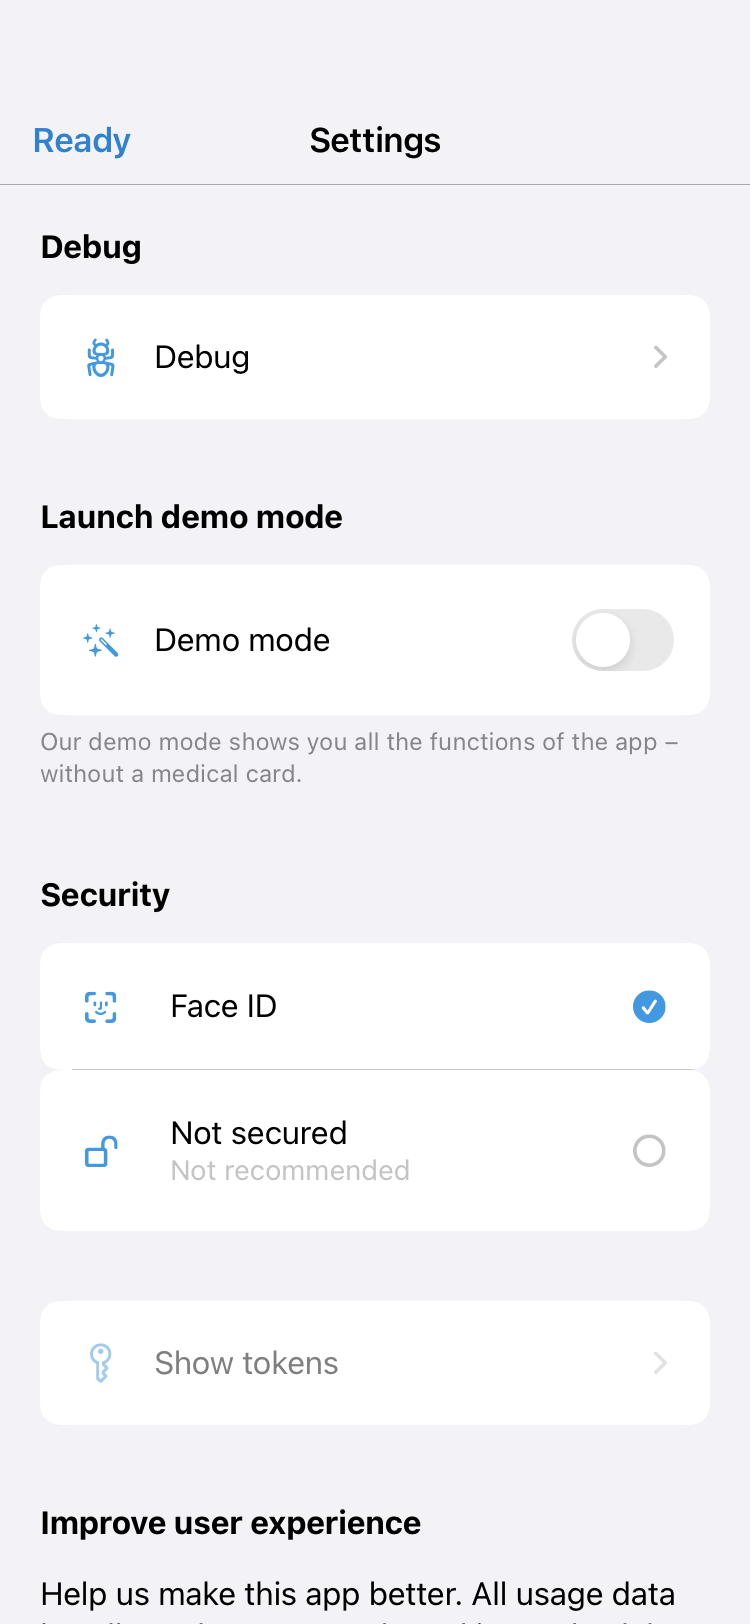 Ready
Settings
Debug
Debug
Launch demo mode
Demo mode
Our demo mode shows you all the functions of the app –
without a medical card.
Security
Face ID
Not secured
Not recommended
Show tokens
Improve user experience
Help us make this app better. All usage data